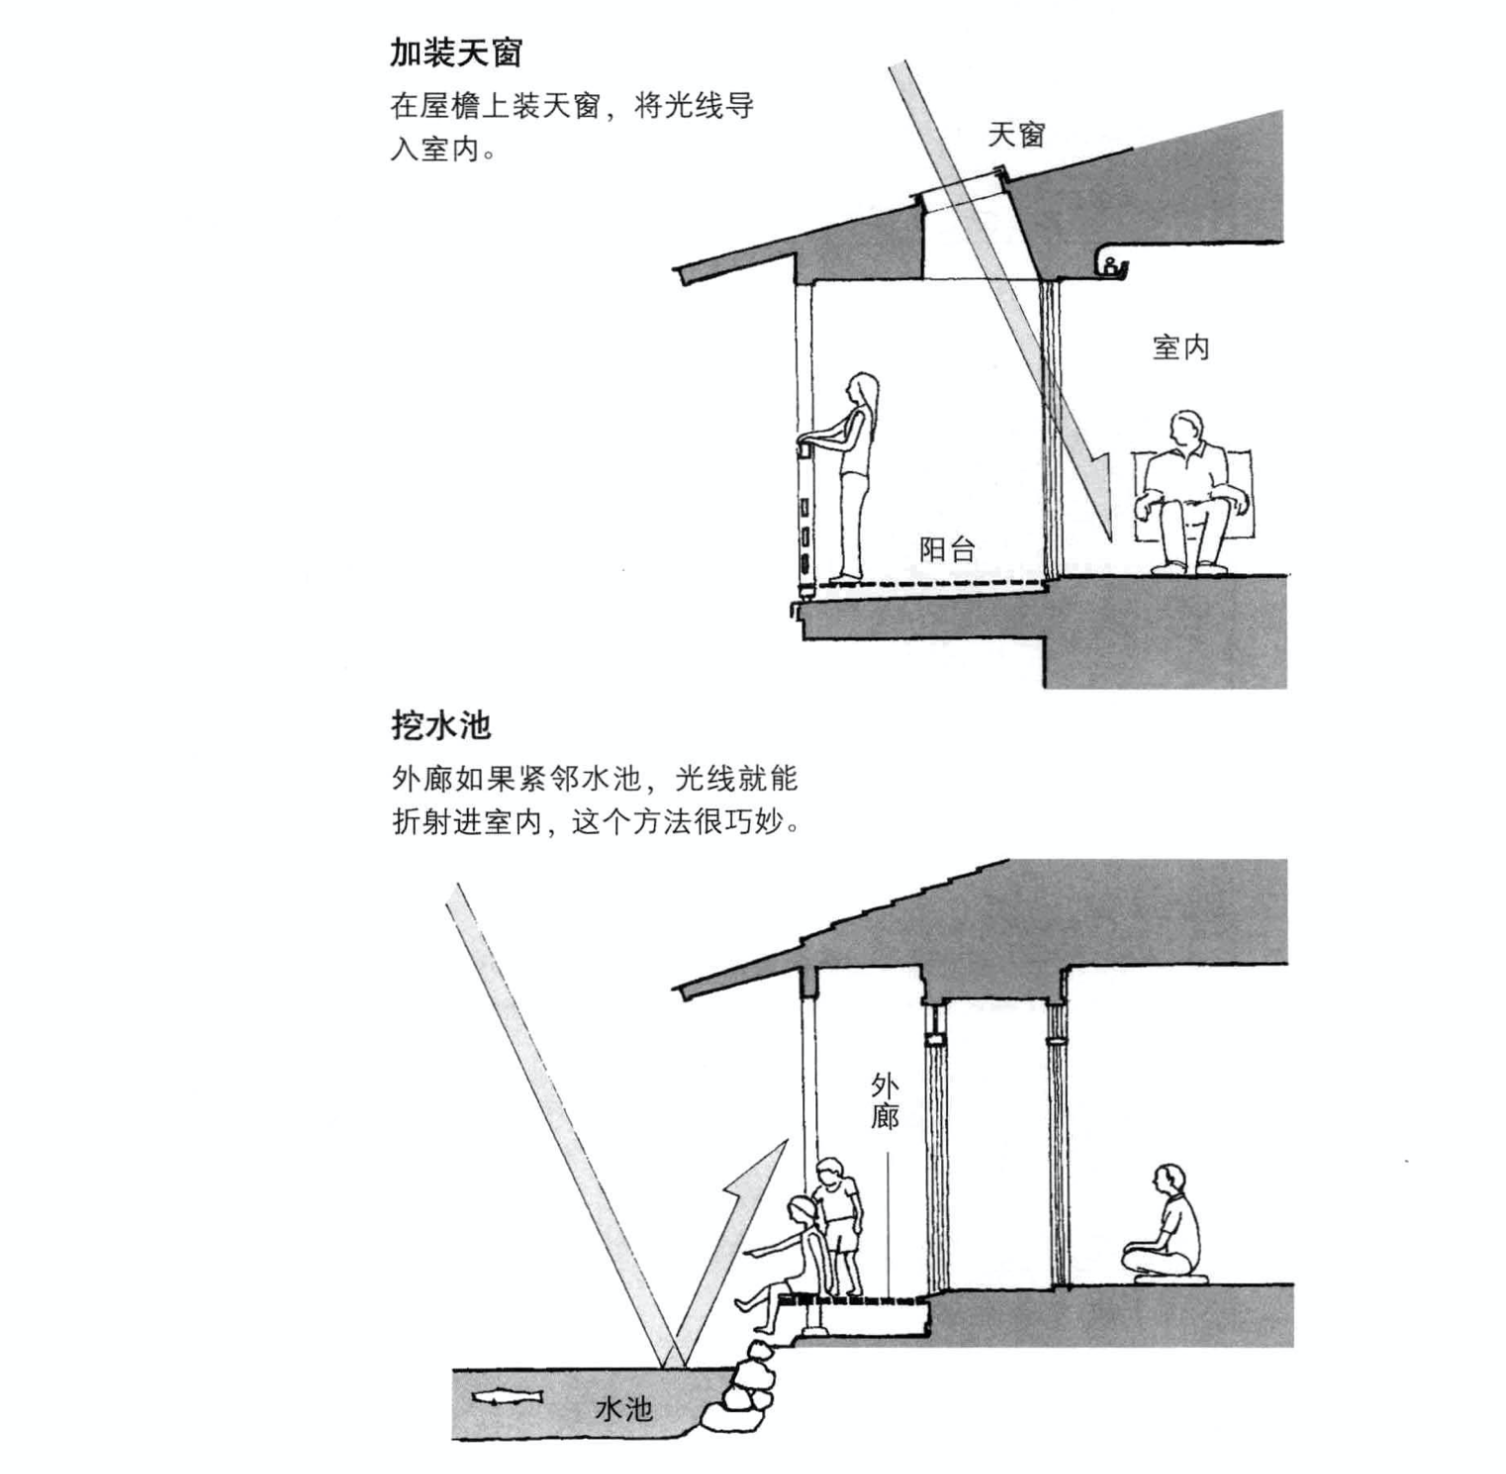 加装天窗
在屋檐上装天窗，将光线导
入室内。
天窗
室内
阳台
挖水池
外廊如果紧邻水池，光线就能
折射进室内，这个方法很巧妙。
外廊
水池